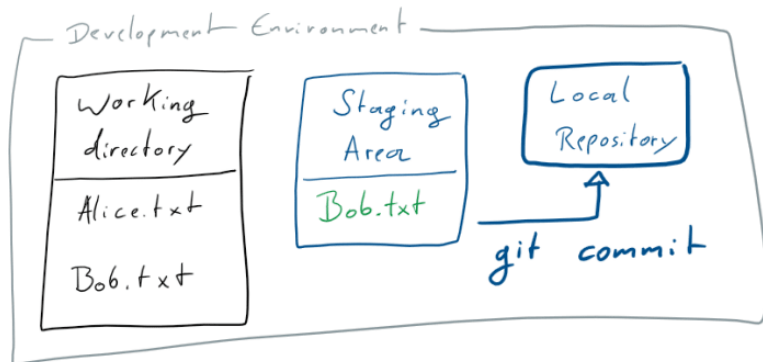 Development Environment
Working
directory
Alice.txt
Bob.txt
Staging
Area
Bob.txt
Local
Repository
git commit